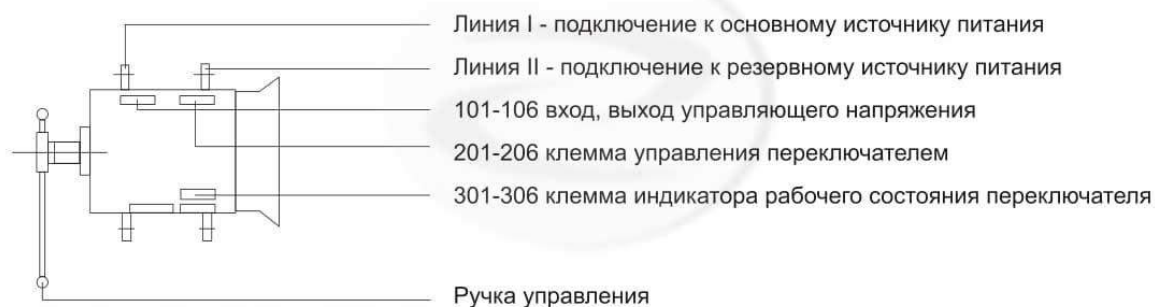 Линия I - подключение к основному источнику питания
Линия II - подключение к резервному источнику питания
101-106 вход, выход управляющего напряжения
201-206 клемма управления переключателем
301-306 клемма индикатора рабочего состояния переключателя
Ручка управления